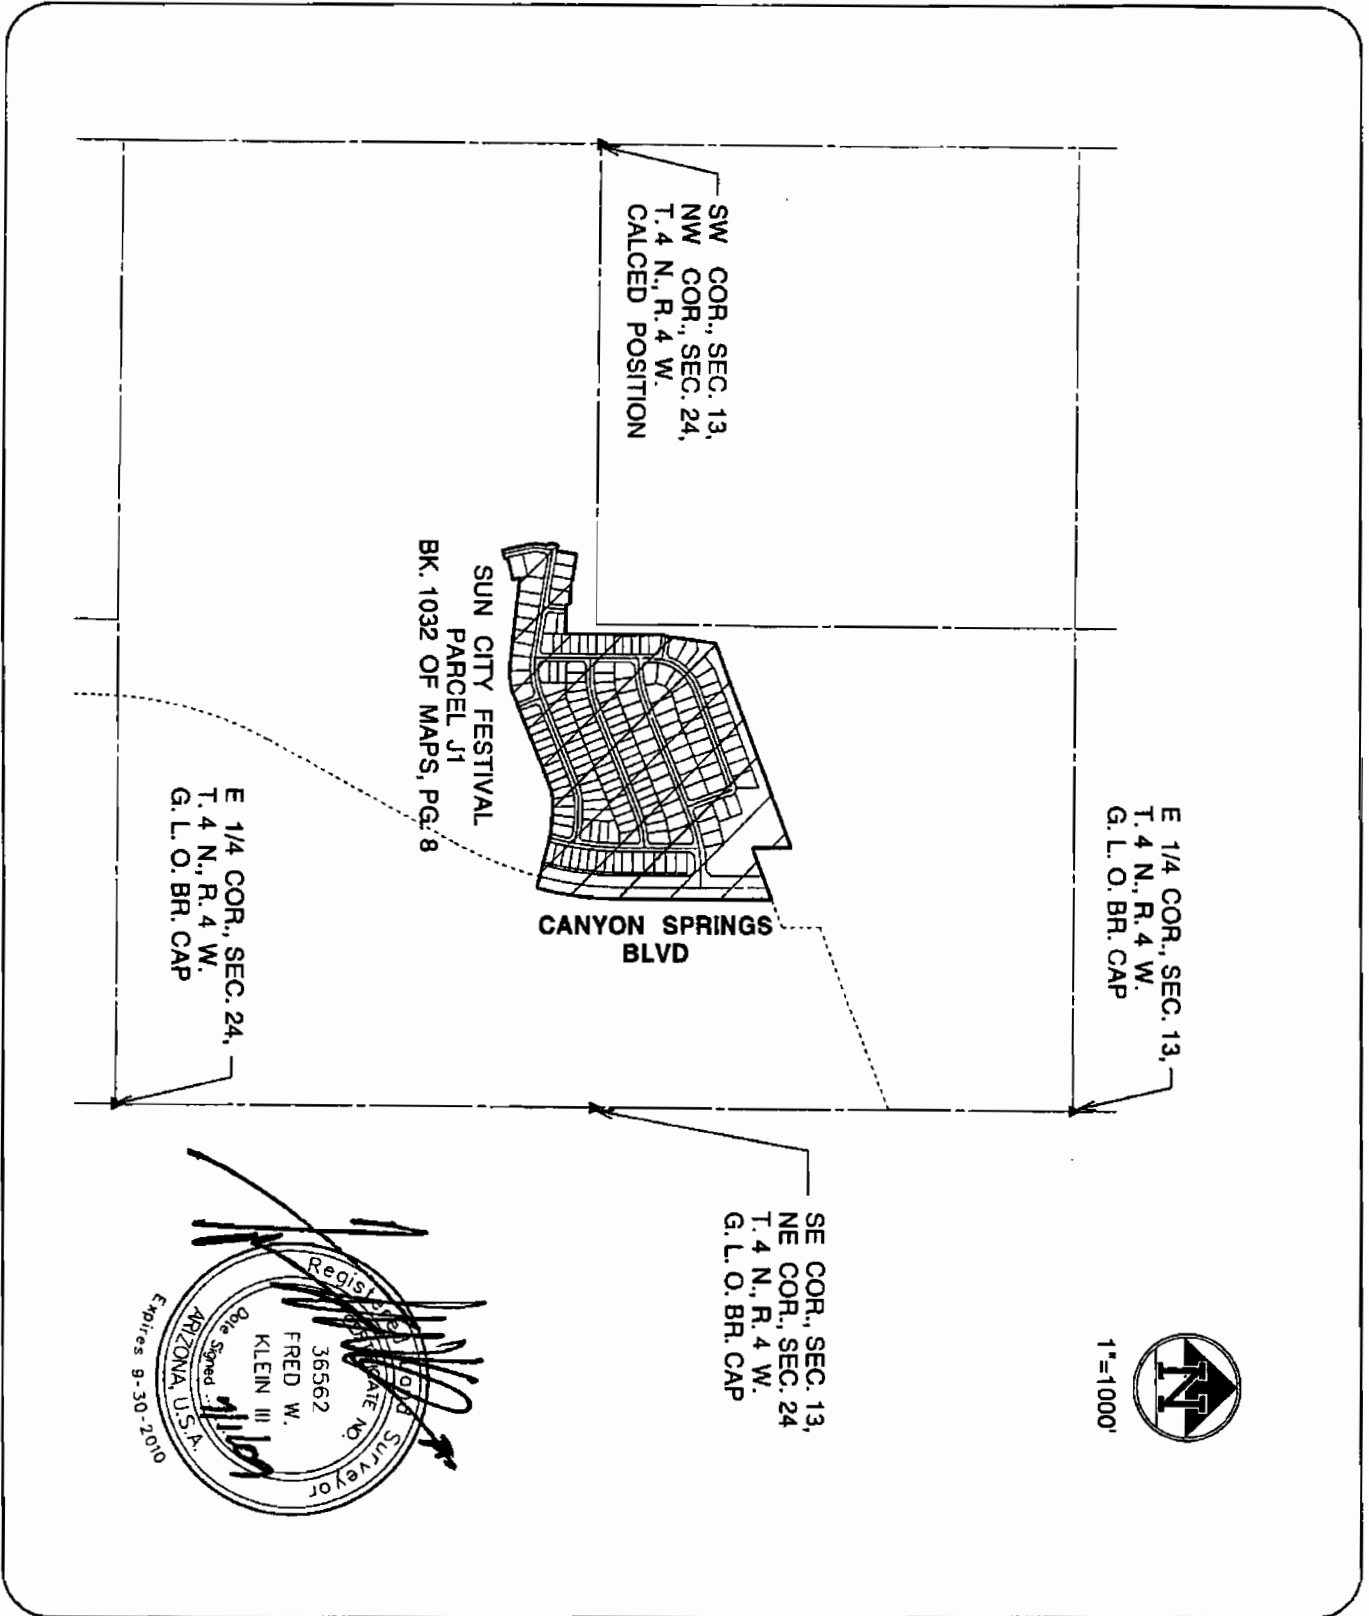 N
1"=1000'
E 1/4 COR., SEC. 13,
T. 4 N., R. 4 W.
G. L. O. BR. CAP
SW COR., SEC. 13,
NW COR., SEC. 24,
T. 4 N., R. 4 W.
CALCED POSITION
SE COR., SEC. 13,
NE COR., SEC. 24
T. 4 N., R. 4 W.
G. L. O. BR. CAP
CANYON SPRINGS
BLVD
SUN CITY FESTIVAL
PARCEL J1
BK. 1032 OF MAPS, PG. 8
E 1/4 COR., SEC. 24,
T. 4 N., R. 4 W.
G. L. O. BR. CAP
Registered Land Surveyor
CERTIFICATE NO.
36562
FRED W.
KLEIN III
Date Signed
ARIZONA, U.S.A.
Expires 9-30-2010